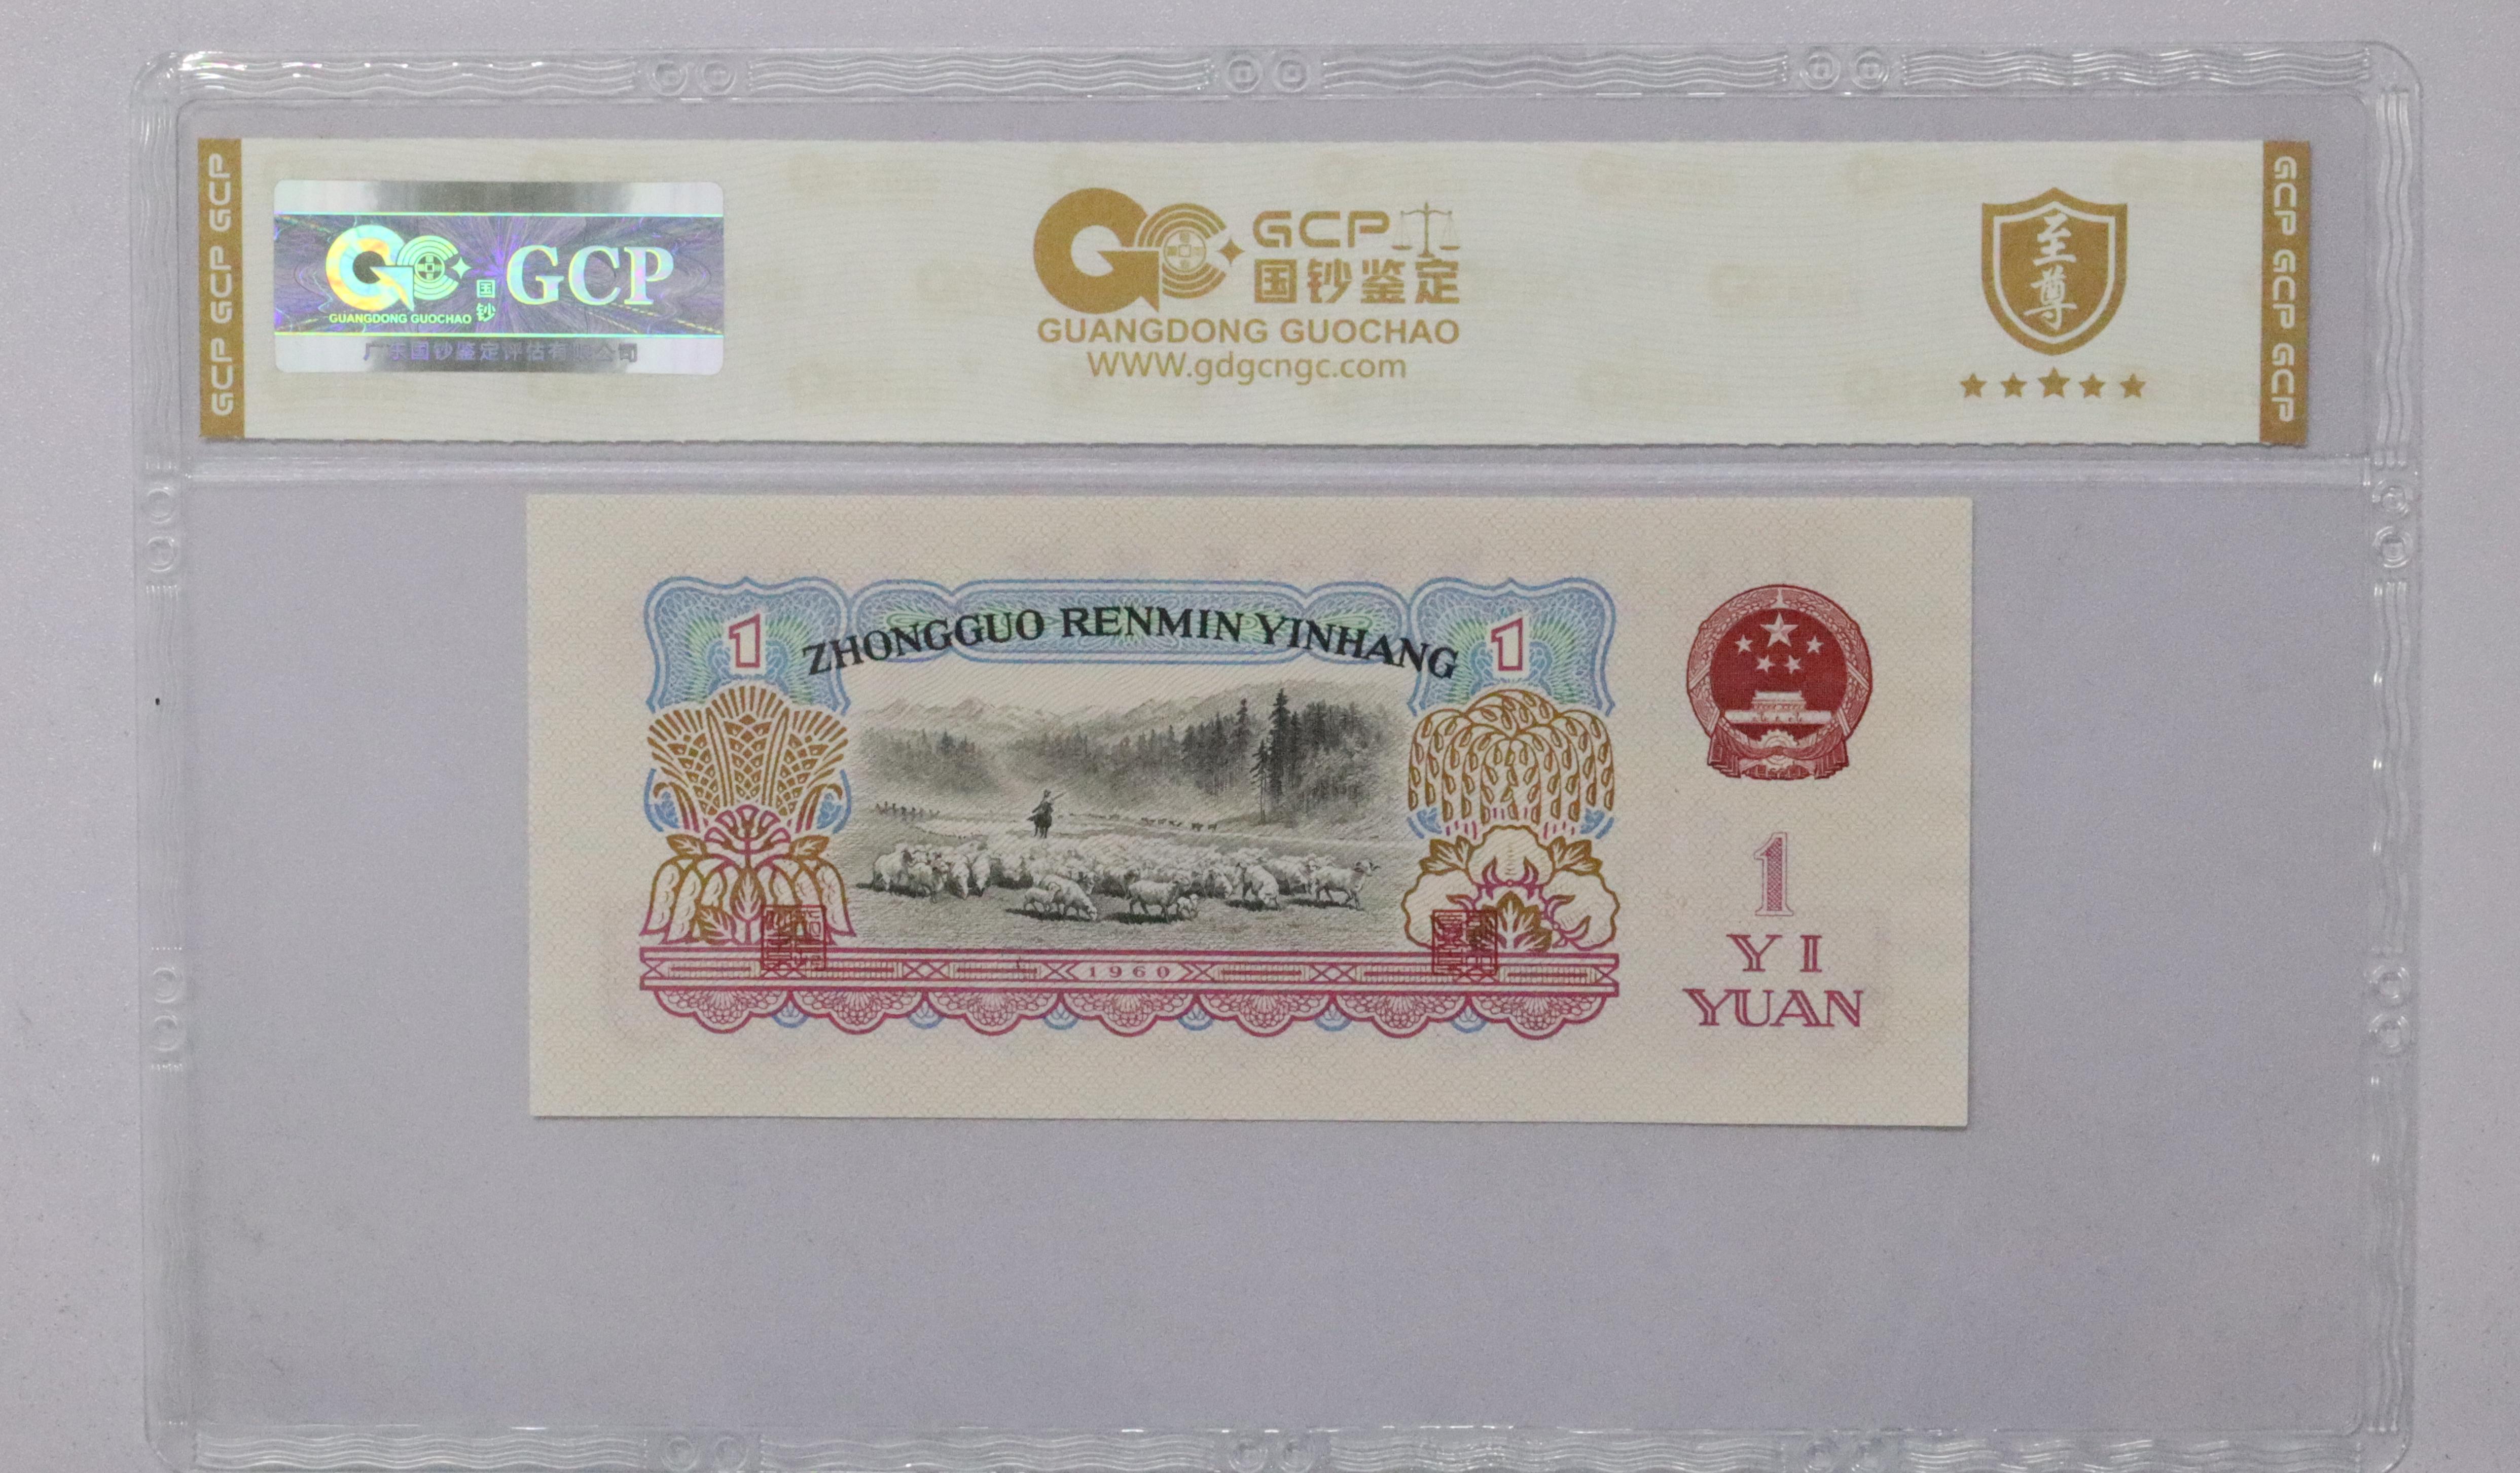 GCP GCP GCP
GCP
国钞
GUANGDONG GUOCHAO
广东国钞鉴定评估有限公司
GCP
国钞鉴定
GUANGDONG GUOCHAO
WWW.gdgcngc.com
至尊
GCP GCP GCP
1 ZHONGGUO RENMIN YINHANG 1
1960
1
YI
YUAN